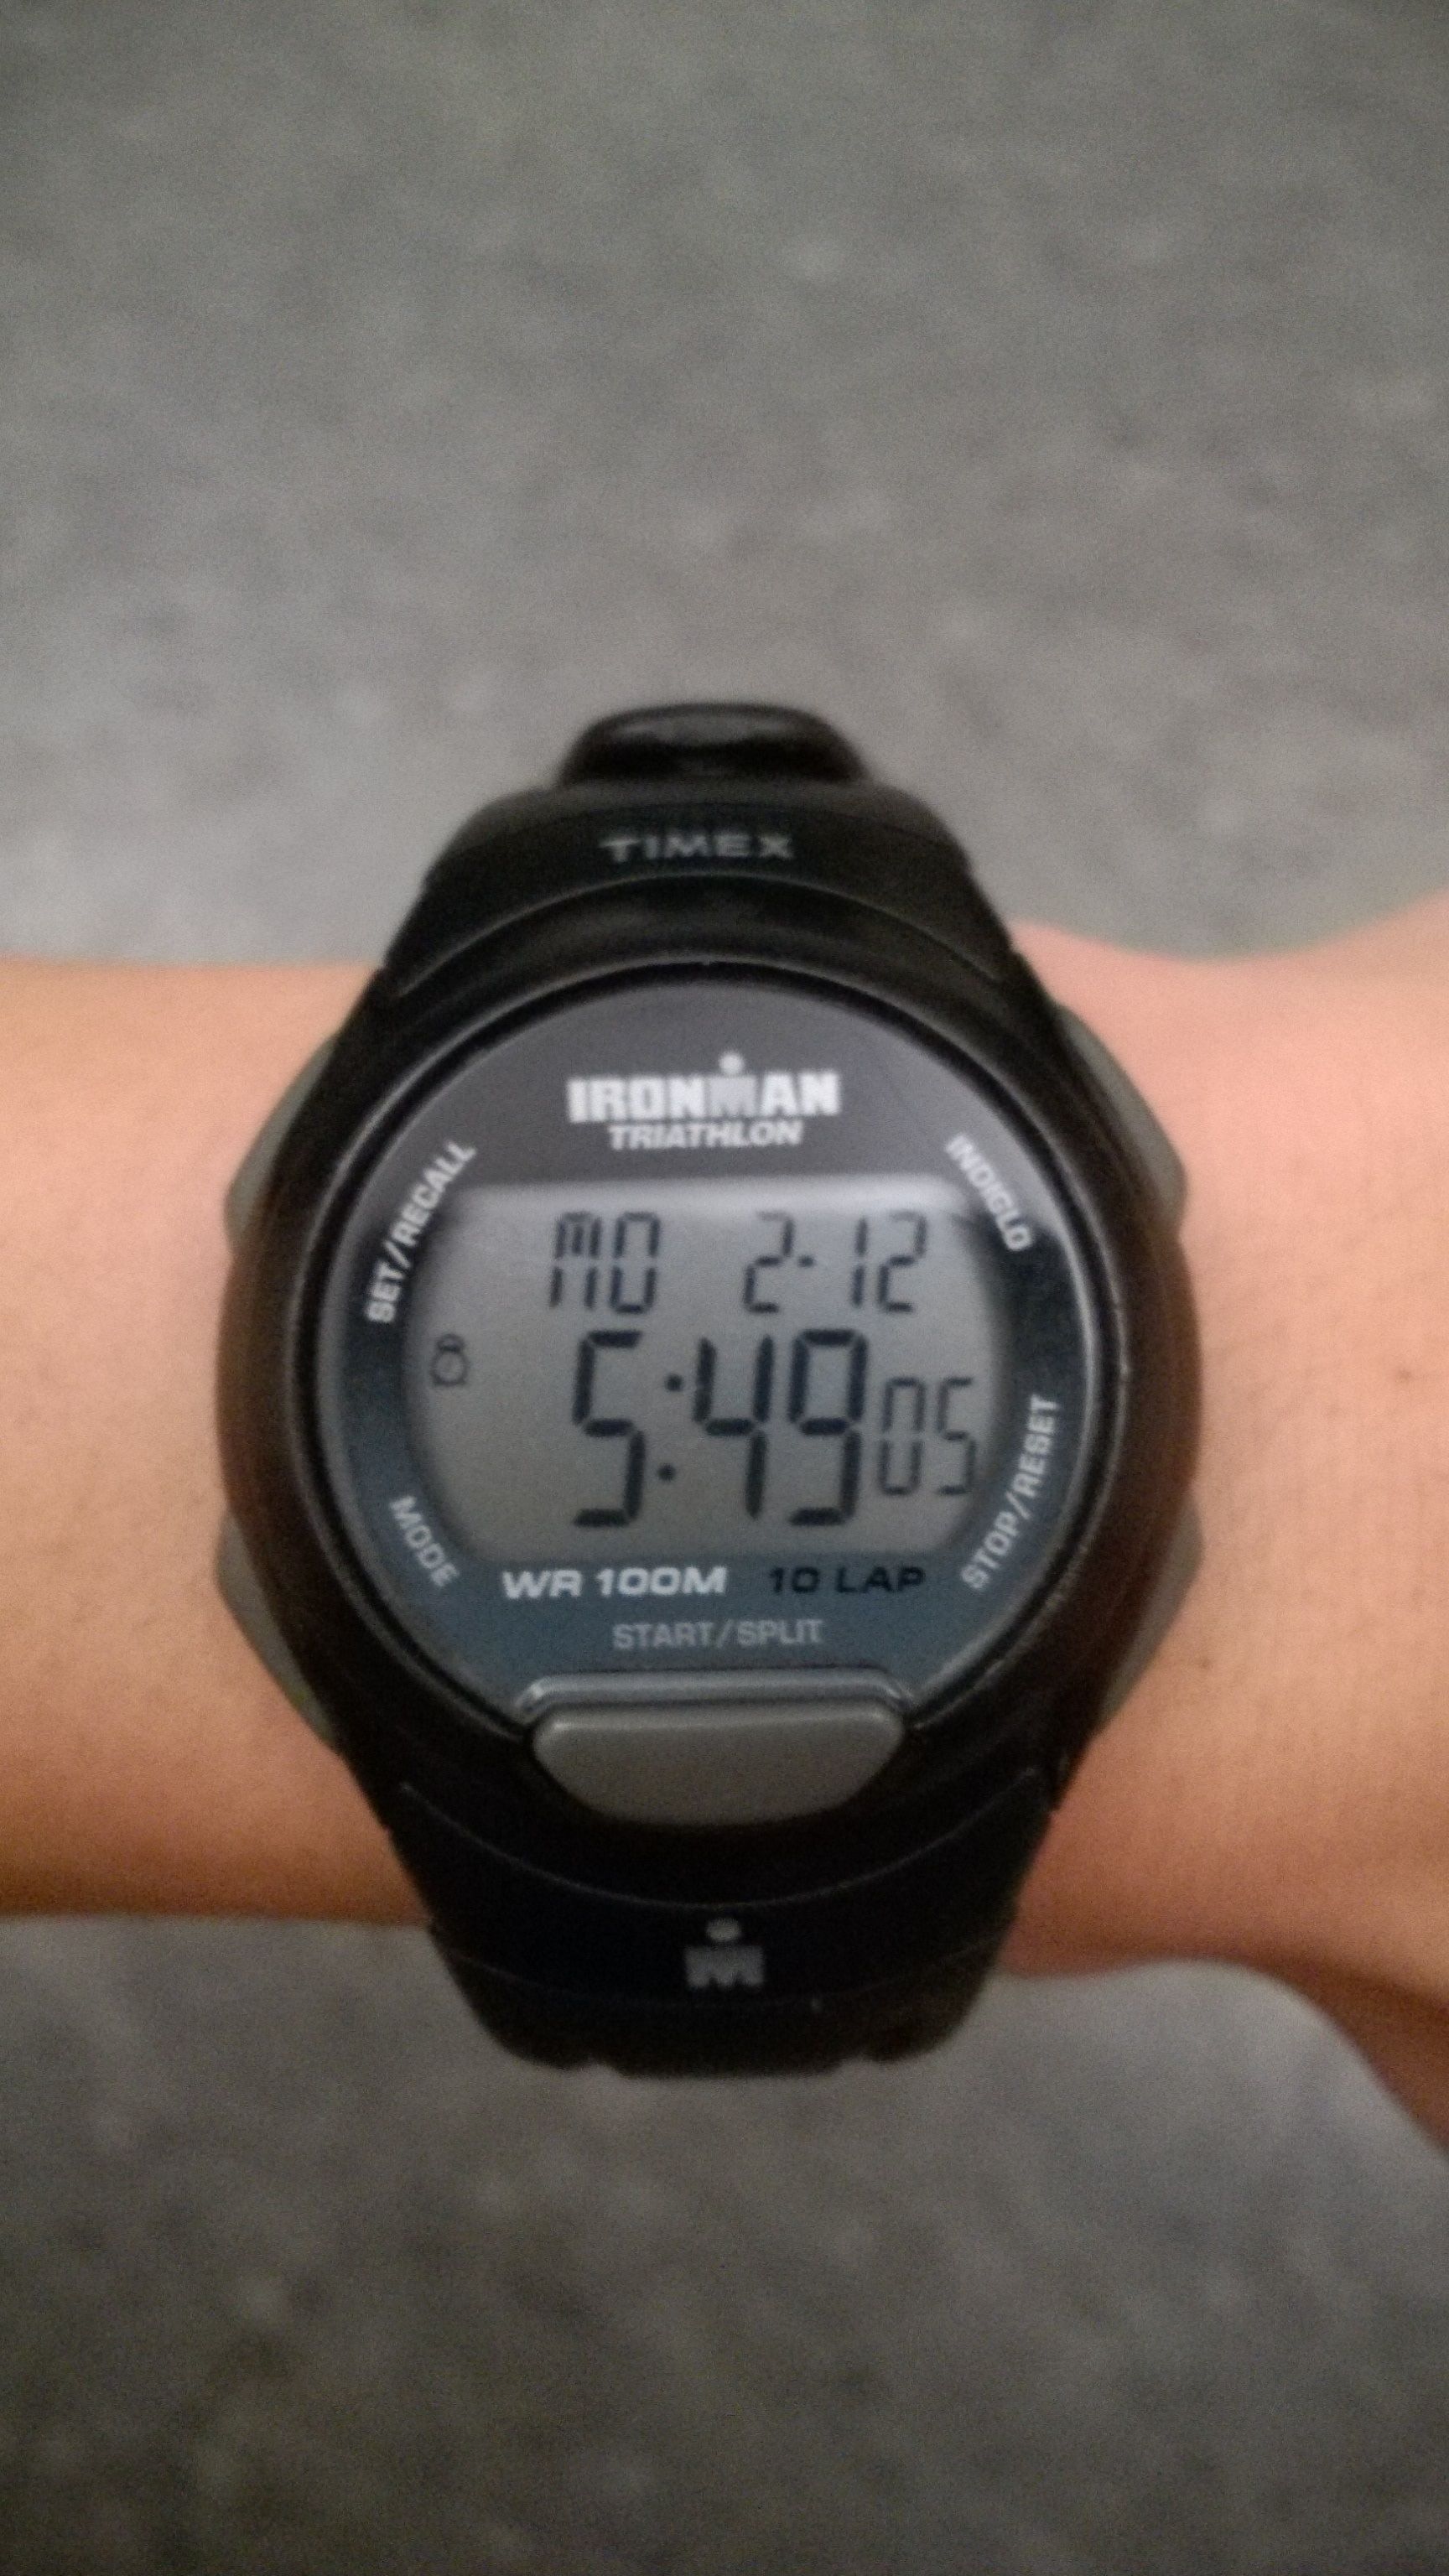 TIMEX
IRONMAN
TRIATHLON
SET/RECALL
INDIGLO
MO 2-12
5:49 05
MODE
STOP/RESET
WR 100M 10 LAP
START/SPLIT
M